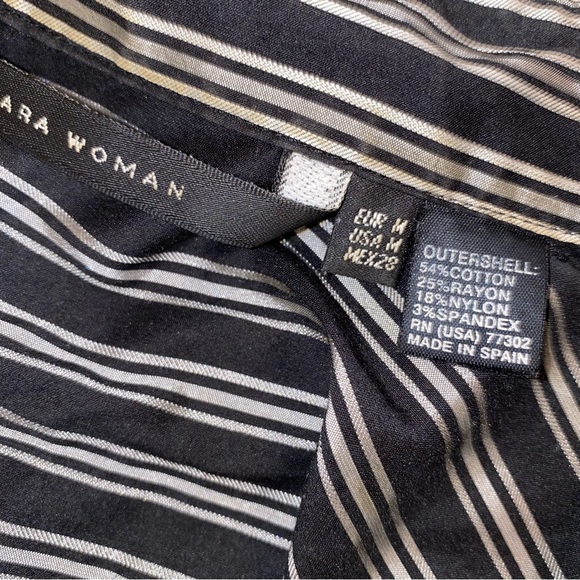 ARA WOMAN
EUR M
USA M
MEX28
OUTERSHELL:
54%COTTON
25%RAYON
18%NYLON
3%SPANDEX
RN (USA) 77302
MADE IN SPAIN